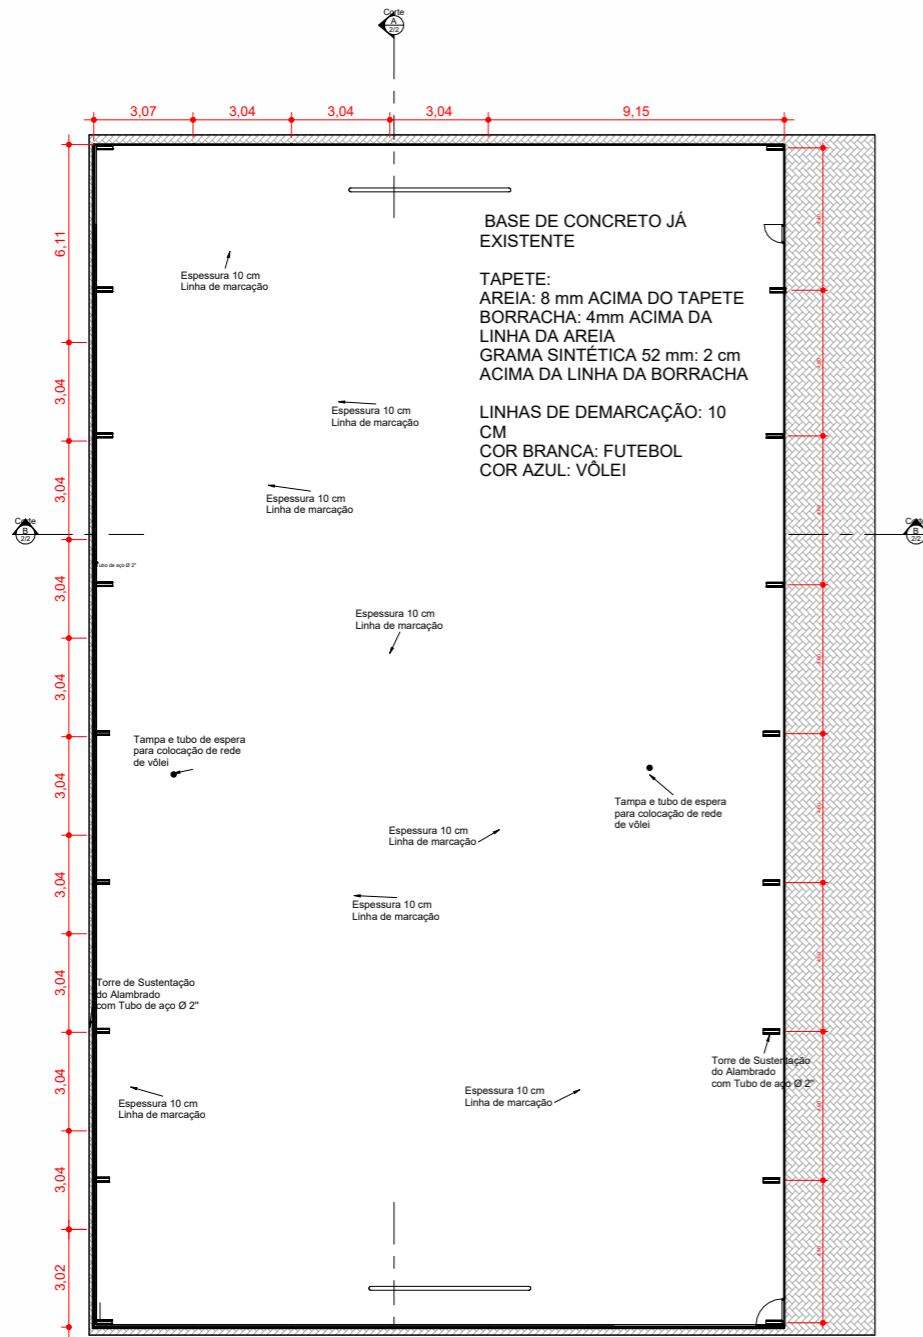 Corte
A
2/2
3,07
3,04
3,04
3,04
9,15
BASE DE CONCRETO JÁ
EXISTENTE
TAPETE:
AREIA: 8 mm ACIMA DO TAPETE
BORRACHA: 4mm ACIMA DA
LINHA DA AREIA
GRAMA SINTÉTICA 52 mm: 2 cm
ACIMA DA LINHA DA BORRACHA
LINHAS DE DEMARCAÇÃO: 10
CM
COR BRANCA: FUTEBOL
COR AZUL: VÔLEI
6,11
Espessura 10 cm
Linha de marcação
3,04
Espessura 10 cm
Linha de marcação
3,04
Espessura 10 cm
Linha de marcação
Corte
B
2/2
Corte
B
2/2
Tubo de aço Ø 2"
3,04
Espessura 10 cm
Linha de marcação
3,04
Tampa e tubo de espera
para colocação de rede
de vôlei
3,04
Tampa e tubo de espera
para colocação de rede
de vôlei
Espessura 10 cm
Linha de marcação
3,04
Espessura 10 cm
Linha de marcação
3,04
Torre de Sustentação
do Alambrado
com Tubo de aço Ø 2"
Torre de Sustentação
do Alambrado
com Tubo de aço Ø 2"
3,04
Espessura 10 cm
Linha de marcação
Espessura 10 cm
Linha de marcação
3,04
3,02